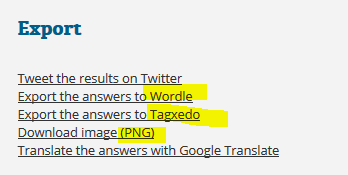 Export
Tweet the results on Twitter
Export the answers to Wordle
Export the answers to Tagxedo
Download image (PNG)
Translate the answers with Google Translate